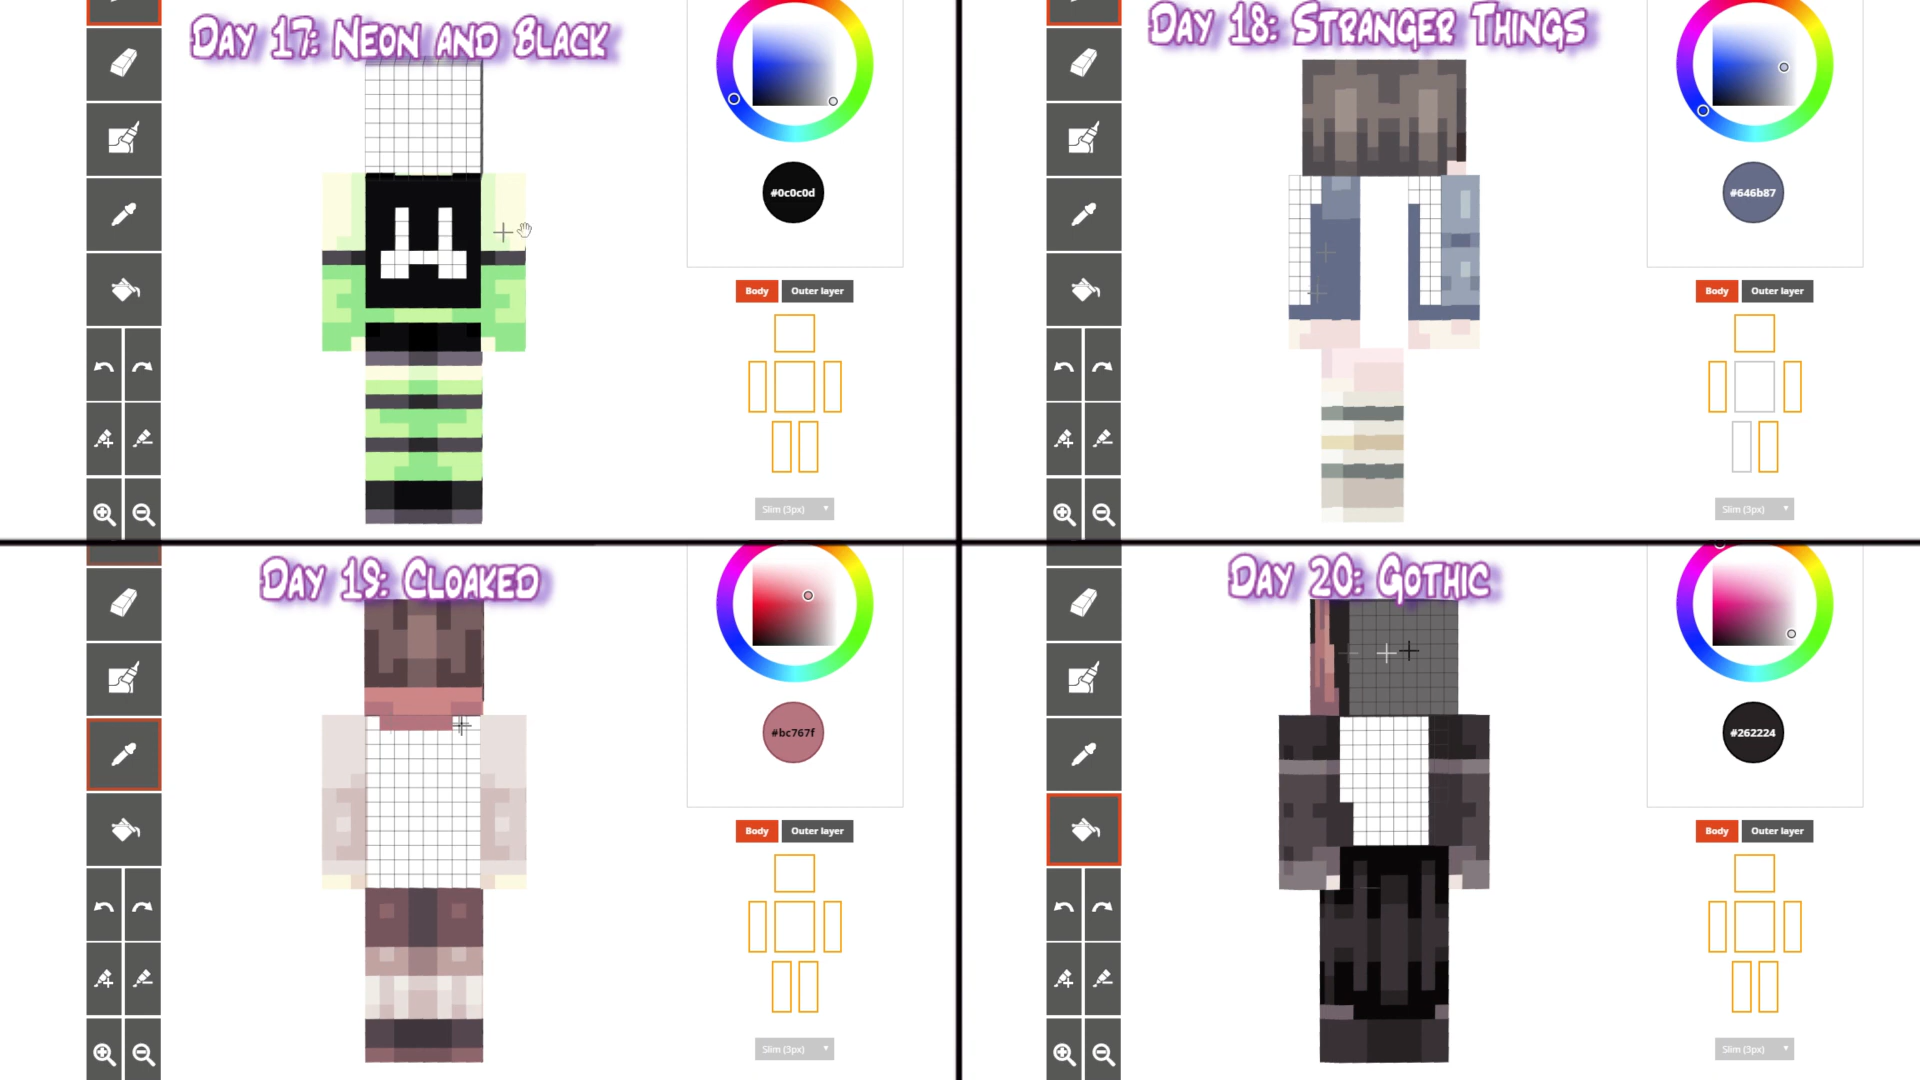 Day 17: Neon and Black
#0c0c0d
Body
Outer layer
Slim (3px)
Day 18: Stranger Things
#646b87
Body
Outer layer
Slim (3px)
Day 19: Cloaked
#bc767f
Body
Outer layer
Slim (3px)
Day 20: Gothic
#262224
Body
Outer layer
Slim (3px)